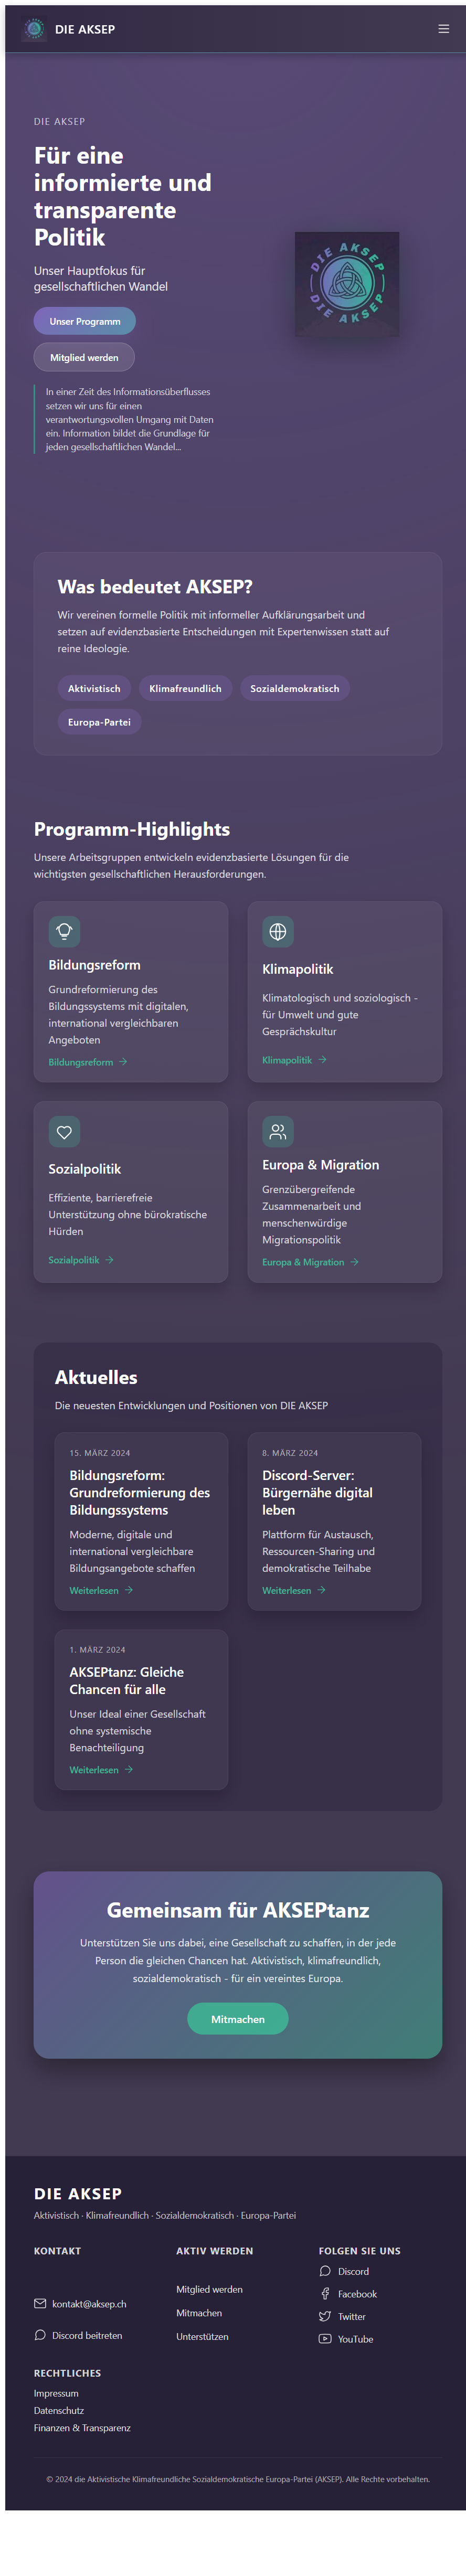 DIE AKSEP
DIE AKSEP
Für eine
informierte und
transparente
Politik
Unser Hauptfokus für
gesellschaftlichen Wandel
Unser Programm
Mitglied werden
In einer Zeit des Informationsüberflusses
setzen wir uns für einen
verantwortungsvollen Umgang mit Daten
ein. Information bildet die Grundlage für
jeden gesellschaftlichen Wandel...
DIE AKSEP
DIE AKSEP
Was bedeutet AKSEP?
Wir vereinen formelle Politik mit informeller Aufklärungsarbeit und
setzen auf evidenzbasierte Entscheidungen mit Expertenwissen statt auf
reine Ideologie.
Aktivistisch
Klimafreundlich
Sozialdemokratisch
Europa-Partei
Programm-Highlights
Unsere Arbeitsgruppen entwickeln evidenzbasierte Lösungen für die
wichtigsten gesellschaftlichen Herausforderungen.
Bildungsreform
Grundreformierung des
Bildungssystems mit digitalen,
international vergleichbaren
Angeboten
Bildungsreform
Klimapolitik
Klimatologisch und soziologisch -
für Umwelt und gute
Gesprächskultur
Klimapolitik
Sozialpolitik
Effiziente, barrierefreie
Unterstützung ohne bürokratische
Hürden
Sozialpolitik
Europa & Migration
Grenzübergreifende
Zusammenarbeit und
menschenwürdige
Migrationspolitik
Europa & Migration
Aktuelles
Die neuesten Entwicklungen und Positionen von DIE AKSEP
15. MÄRZ 2024
Bildungsreform:
Grundreformierung des
Bildungssystems
Moderne, digitale und
international vergleichbare
Bildungsangebote schaffen
Weiterlesen
8. MÄRZ 2024
Discord-Server:
Bürgernähe digital
leben
Plattform für Austausch,
Ressourcen-Sharing und
demokratische Teilhabe
Weiterlesen
1. MÄRZ 2024
AKSEPtanz: Gleiche
Chancen für alle
Unser Ideal einer Gesellschaft
ohne systemische
Benachteiligung
Weiterlesen
Gemeinsam für AKSEPtanz
Unterstützen Sie uns dabei, eine Gesellschaft zu schaffen, in der jede
Person die gleichen Chancen hat. Aktivistisch, klimafreundlich,
sozialdemokratisch - für ein vereintes Europa.
Mitmachen
DIE AKSEP
Aktivistisch · Klimafreundlich · Sozialdemokratisch · Europa-Partei
KONTAKT
kontakt@aksep.ch
Discord beitreten
AKTIV WERDEN
Mitglied werden
Mitmachen
Unterstützen
FOLGEN SIE UNS
Discord
Facebook
Twitter
YouTube
RECHTLICHES
Impressum
Datenschutz
Finanzen & Transparenz
© 2024 die Aktivistische Klimafreundliche Sozialdemokratische Europa-Partei (AKSEP). Alle Rechte vorbehalten.